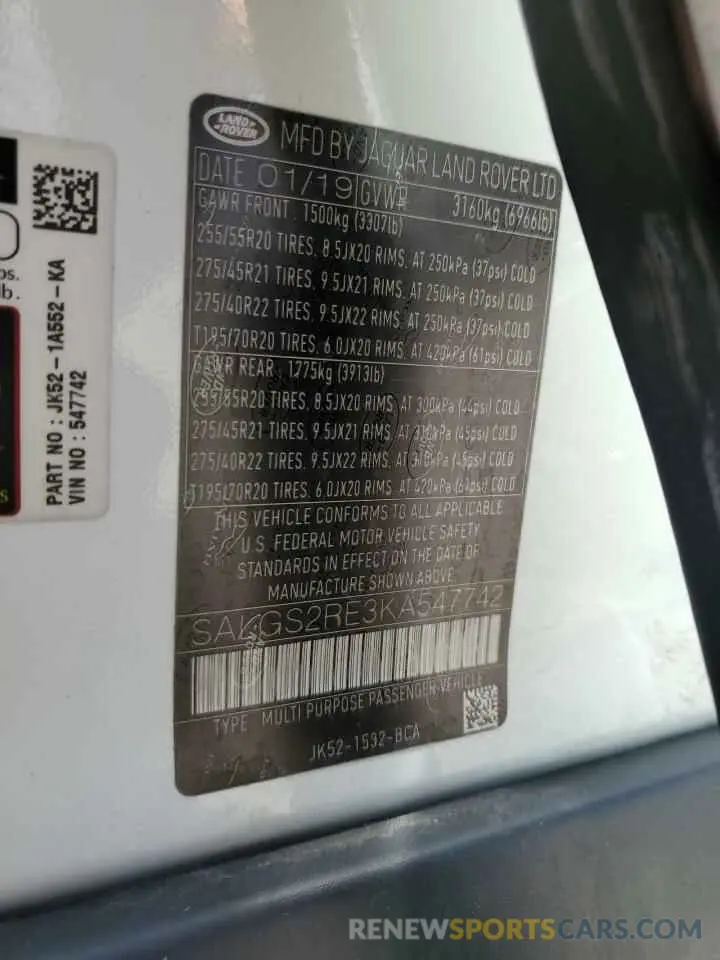 LAND ROVER
MFD BY JAGUAR LAND ROVER LTD
DATE 01/19 GVWR 3160kg (6966lb)
GAWR FRONT : 1500kg (3307lb)
255/55R20 TIRES. 8.5JX20 RIMS. AT 250kPa (37psi) COLD
275/45R21 TIRES. 9.5JX21 RIMS. AT 250kPa (37psi) COLD
275/40R22 TIRES. 9.5JX22 RIMS. AT 250kPa (37psi) COLD
T195/70R20 TIRES. 6.0JX20 RIMS. AT 420kPa (61psi) COLD
GAWR REAR : 1775kg (3913lb)
255/55R20 TIRES. 8.5JX20 RIMS. AT 300kPa (44psi) COLD
275/45R21 TIRES. 9.5JX21 RIMS. AT 310kPa (45psi) COLD
275/40R22 TIRES. 9.5JX22 RIMS. AT 310kPa (45psi) COLD
T195/70R20 TIRES. 6.0JX20 RIMS. AT 420kPa (61psi) COLD
THIS VEHICLE CONFORMS TO ALL APPLICABLE
U.S. FEDERAL MOTOR VEHICLE SAFETY
STANDARDS IN EFFECT ON THE DATE OF
MANUFACTURE SHOWN ABOVE
SALGS2RE3KA547742
TYPE MULTI PURPOSE PASSENGER VEHICLE
JK52-1532-BCA
PART NO : JK52-1A552-KA
VIN NO : 547742
lb.
RENEWSPORTSCARS.COM